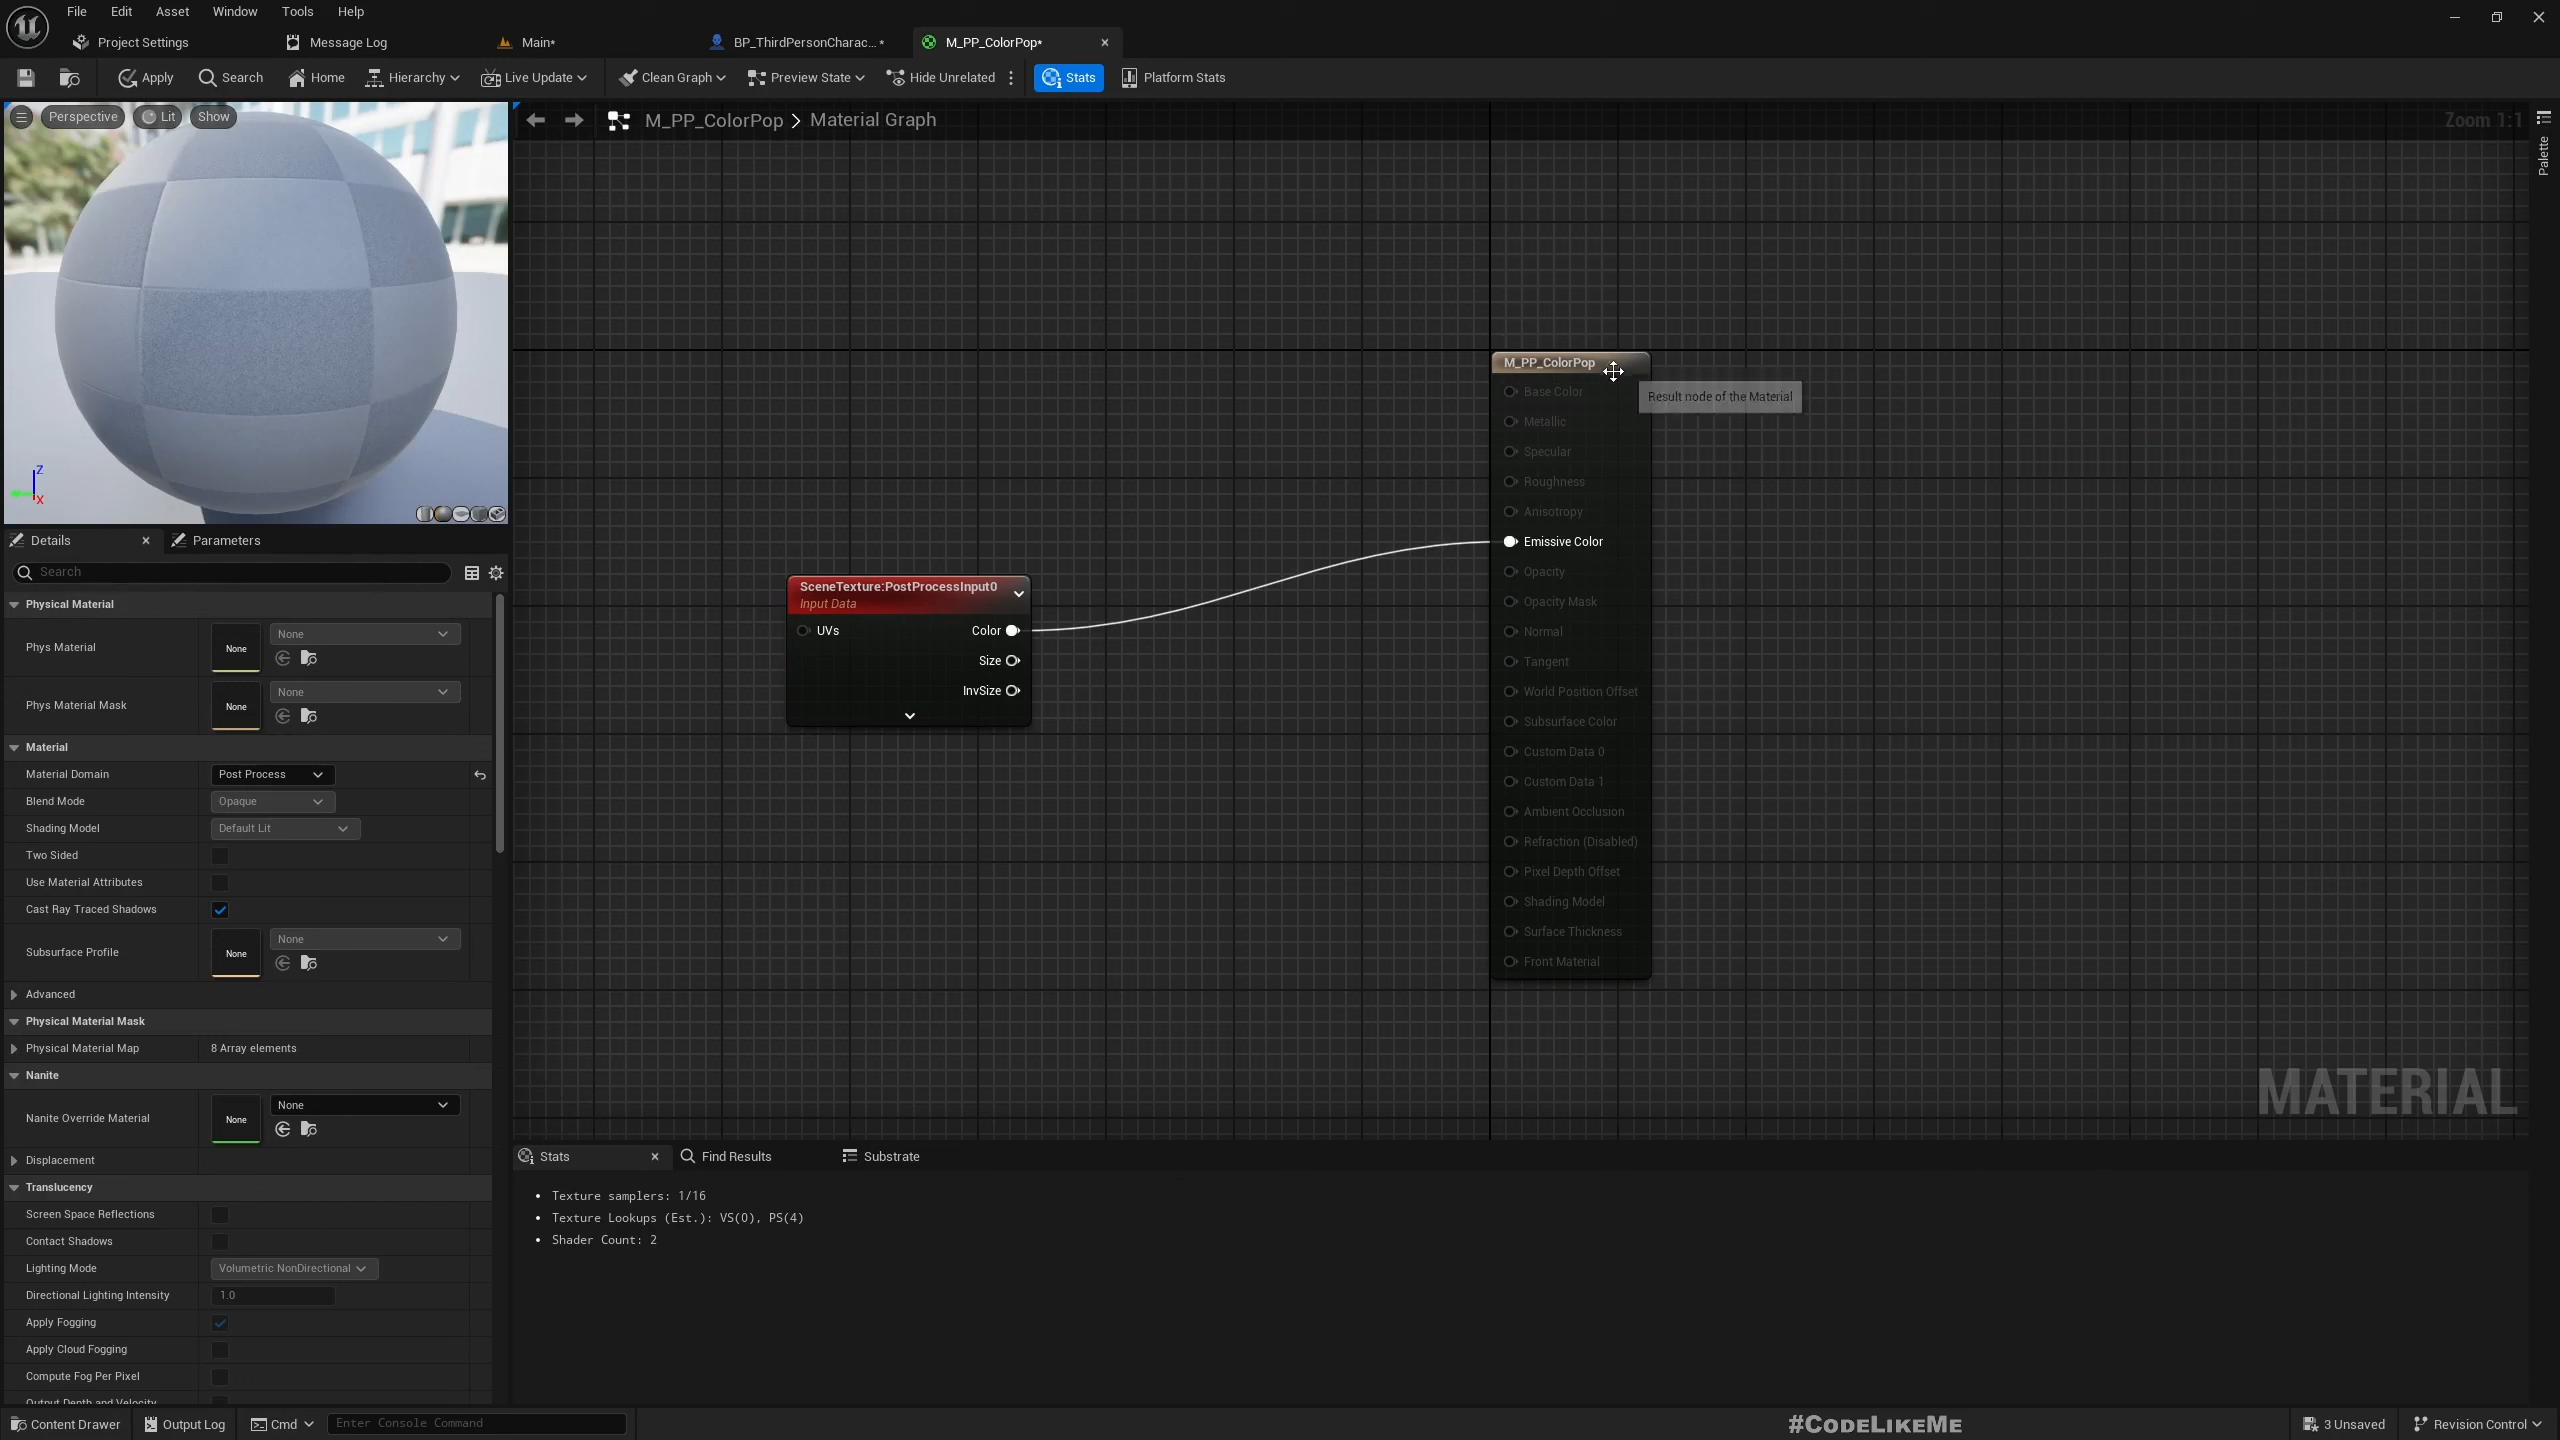 File Edit Asset Window Tools Help
Project Settings Message Log Main* BP_ThirdPersonCharac...* M_PP_ColorPop*
Apply Search Home Hierarchy Live Update Clean Graph Preview State Hide Unrelated Stats Platform Stats
Perspective Lit Show
M_PP_ColorPop > Material Graph
Zoom 1:1
Palette
Z
X
M_PP_ColorPop
Result node of the Material
Base Color
Metallic
Specular
Roughness
Anisotropy
Emissive Color
Opacity
Opacity Mask
Normal
Tangent
World Position Offset
Subsurface Color
Custom Data 0
Custom Data 1
Ambient Occlusion
Refraction (Disabled)
Pixel Depth Offset
Shading Model
Surface Thickness
Front Material
SceneTexture:PostProcessInput0
Input Data
UVs Color
Size
InvSize
MATERIAL
Details Parameters
Search
Physical Material
Phys Material None None
Phys Material Mask None None
Material
Material Domain Post Process
Blend Mode Opaque
Shading Model Default Lit
Two Sided
Use Material Attributes
Cast Ray Traced Shadows
Subsurface Profile None None
Advanced
Physical Material Mask
Physical Material Map 8 Array elements
Nanite
Nanite Override Material None None
Displacement
Translucency
Screen Space Reflections
Contact Shadows
Lighting Mode Volumetric NonDirectional
Directional Lighting Intensity 1.0
Apply Fogging
Apply Cloud Fogging
Compute Fog Per Pixel
Output Depth and Velocity
Stats Find Results Substrate
• Texture samplers: 1/16
• Texture Lookups (Est.): VS(0), PS(4)
• Shader Count: 2
Content Drawer Output Log Cmd Enter Console Command
#CODELIKEME
3 Unsaved Revision Control